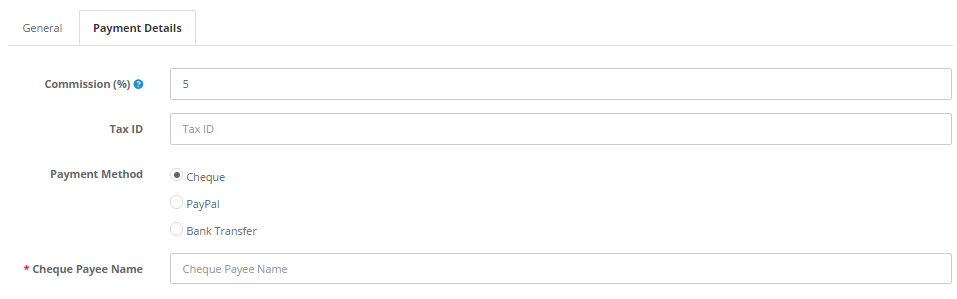 General Payment Details
Commission (%) ? 5
Tax ID Tax ID
Payment Method Cheque
PayPal
Bank Transfer
* Cheque Payee Name Cheque Payee Name